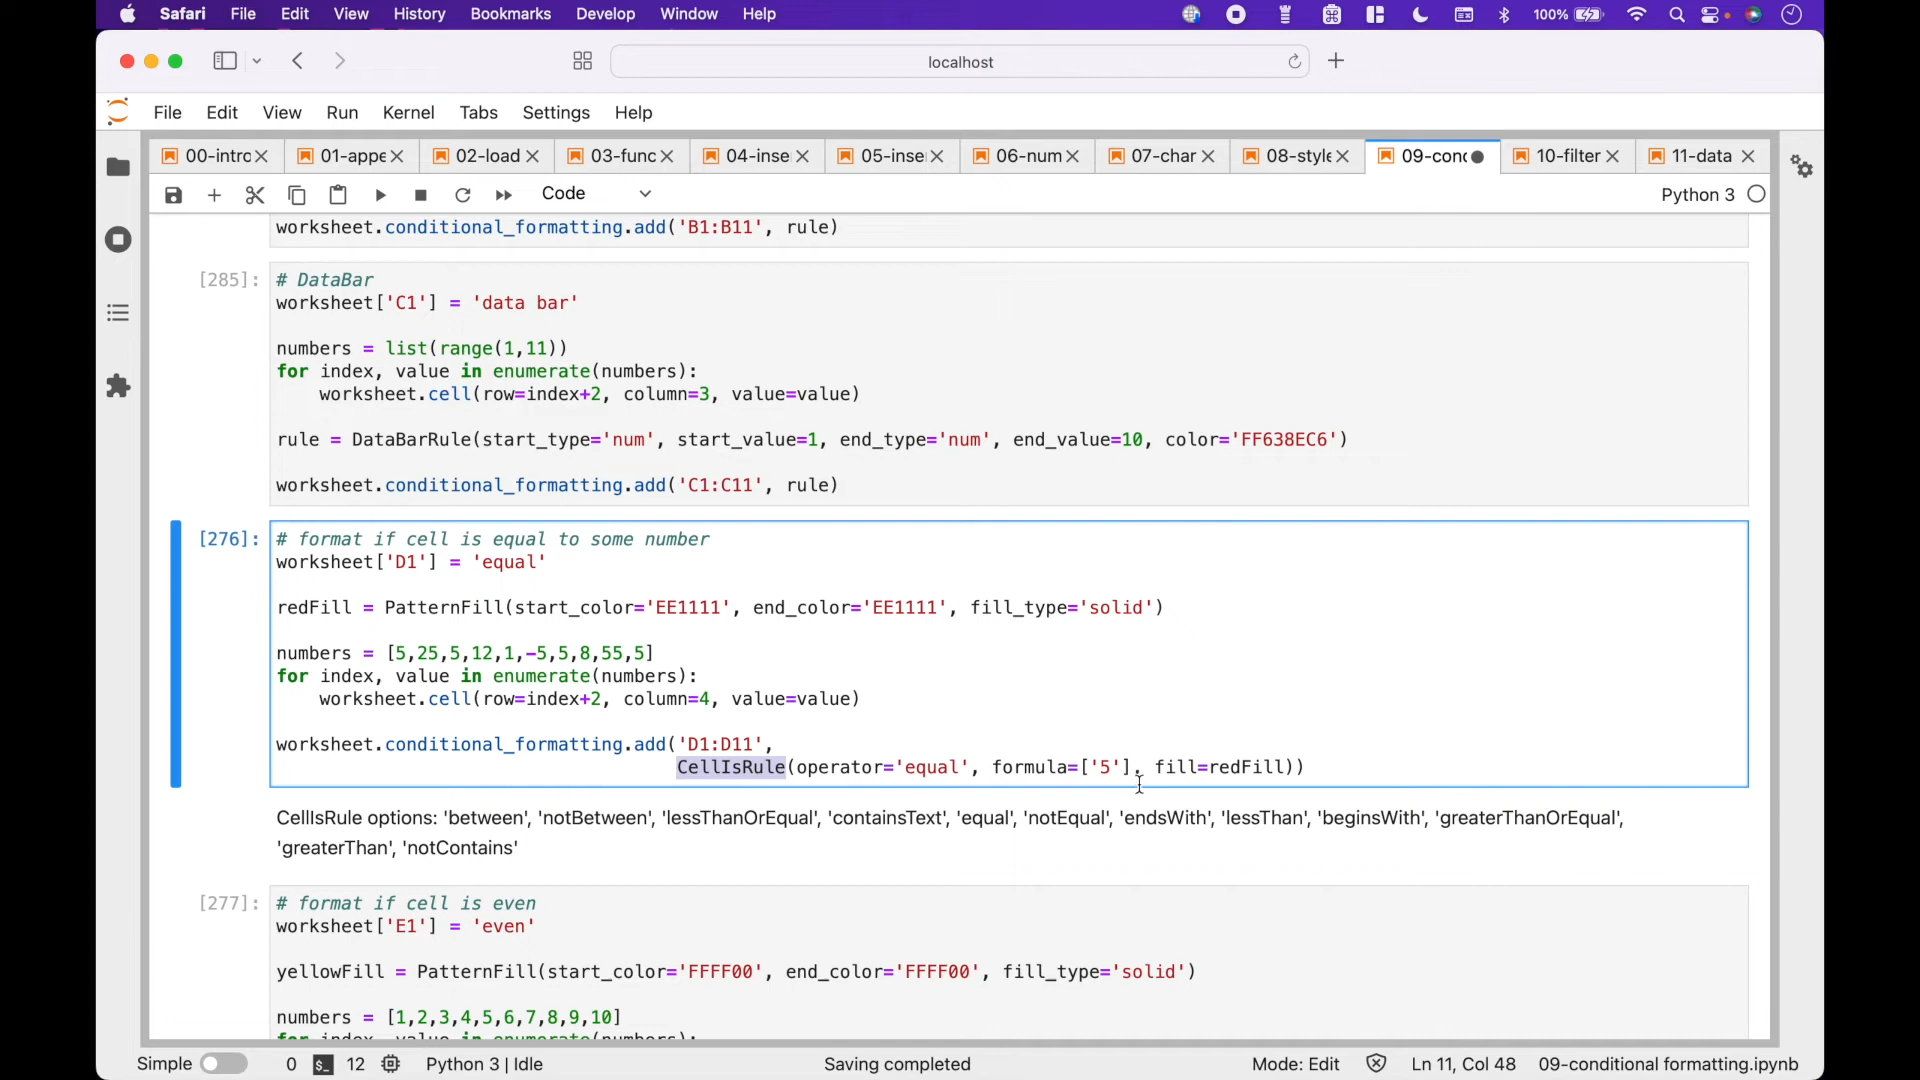 Safari File Edit View History Bookmarks Develop Window Help 100%
localhost
File Edit View Run Kernel Tabs Settings Help
00-intro 01-appe 02-load 03-func 04-inse 05-inse 06-num 07-char 08-style 09-cond 10-filter 11-data
Code Python 3
worksheet.conditional_formatting.add('B1:B11', rule)
[285]: # DataBar
worksheet['C1'] = 'data bar'
numbers = list(range(1,11))
for index, value in enumerate(numbers):
worksheet.cell(row=index+2, column=3, value=value)
rule = DataBarRule(start_type='num', start_value=1, end_type='num', end_value=10, color='FF638EC6')
worksheet.conditional_formatting.add('C1:C11', rule)
[276]: # format if cell is equal to some number
worksheet['D1'] = 'equal'
redFill = PatternFill(start_color='EE1111', end_color='EE1111', fill_type='solid')
numbers = [5,25,5,12,1,-5,5,8,55,5]
for index, value in enumerate(numbers):
worksheet.cell(row=index+2, column=4, value=value)
worksheet.conditional_formatting.add('D1:D11',
CellIsRule(operator='equal', formula=['5'], fill=redFill))
CellIsRule options: 'between', 'notBetween', 'lessThanOrEqual', 'containsText', 'equal', 'notEqual', 'endsWith', 'lessThan', 'beginsWith', 'greaterThanOrEqual',
'greaterThan', 'notContains'
[277]: # format if cell is even
worksheet['E1'] = 'even'
yellowFill = PatternFill(start_color='FFFF00', end_color='FFFF00', fill_type='solid')
numbers = [1,2,3,4,5,6,7,8,9,10]
for index, value in enumerate(numbers):
Simple 0 $_ 12 Python 3 | Idle Saving completed Mode: Edit Ln 11, Col 48 09-conditional formatting.ipynb